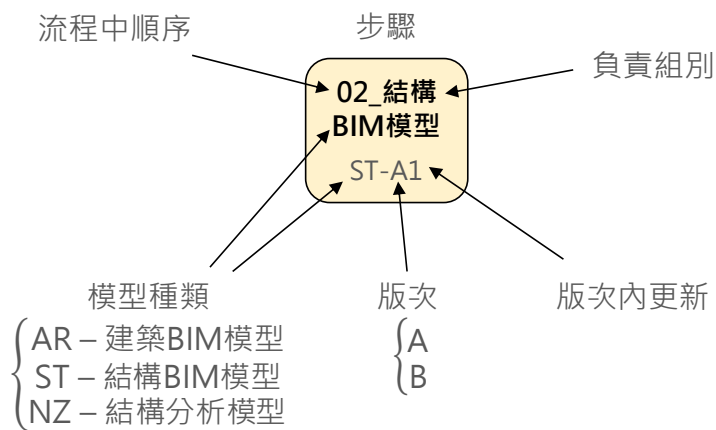 流程中順序
步驟
負責組別
02_結構
BIM模型
ST-A1
模型種類
版次
版次內更新
AR – 建築BIM模型
ST – 結構BIM模型
NZ – 結構分析模型
A
B